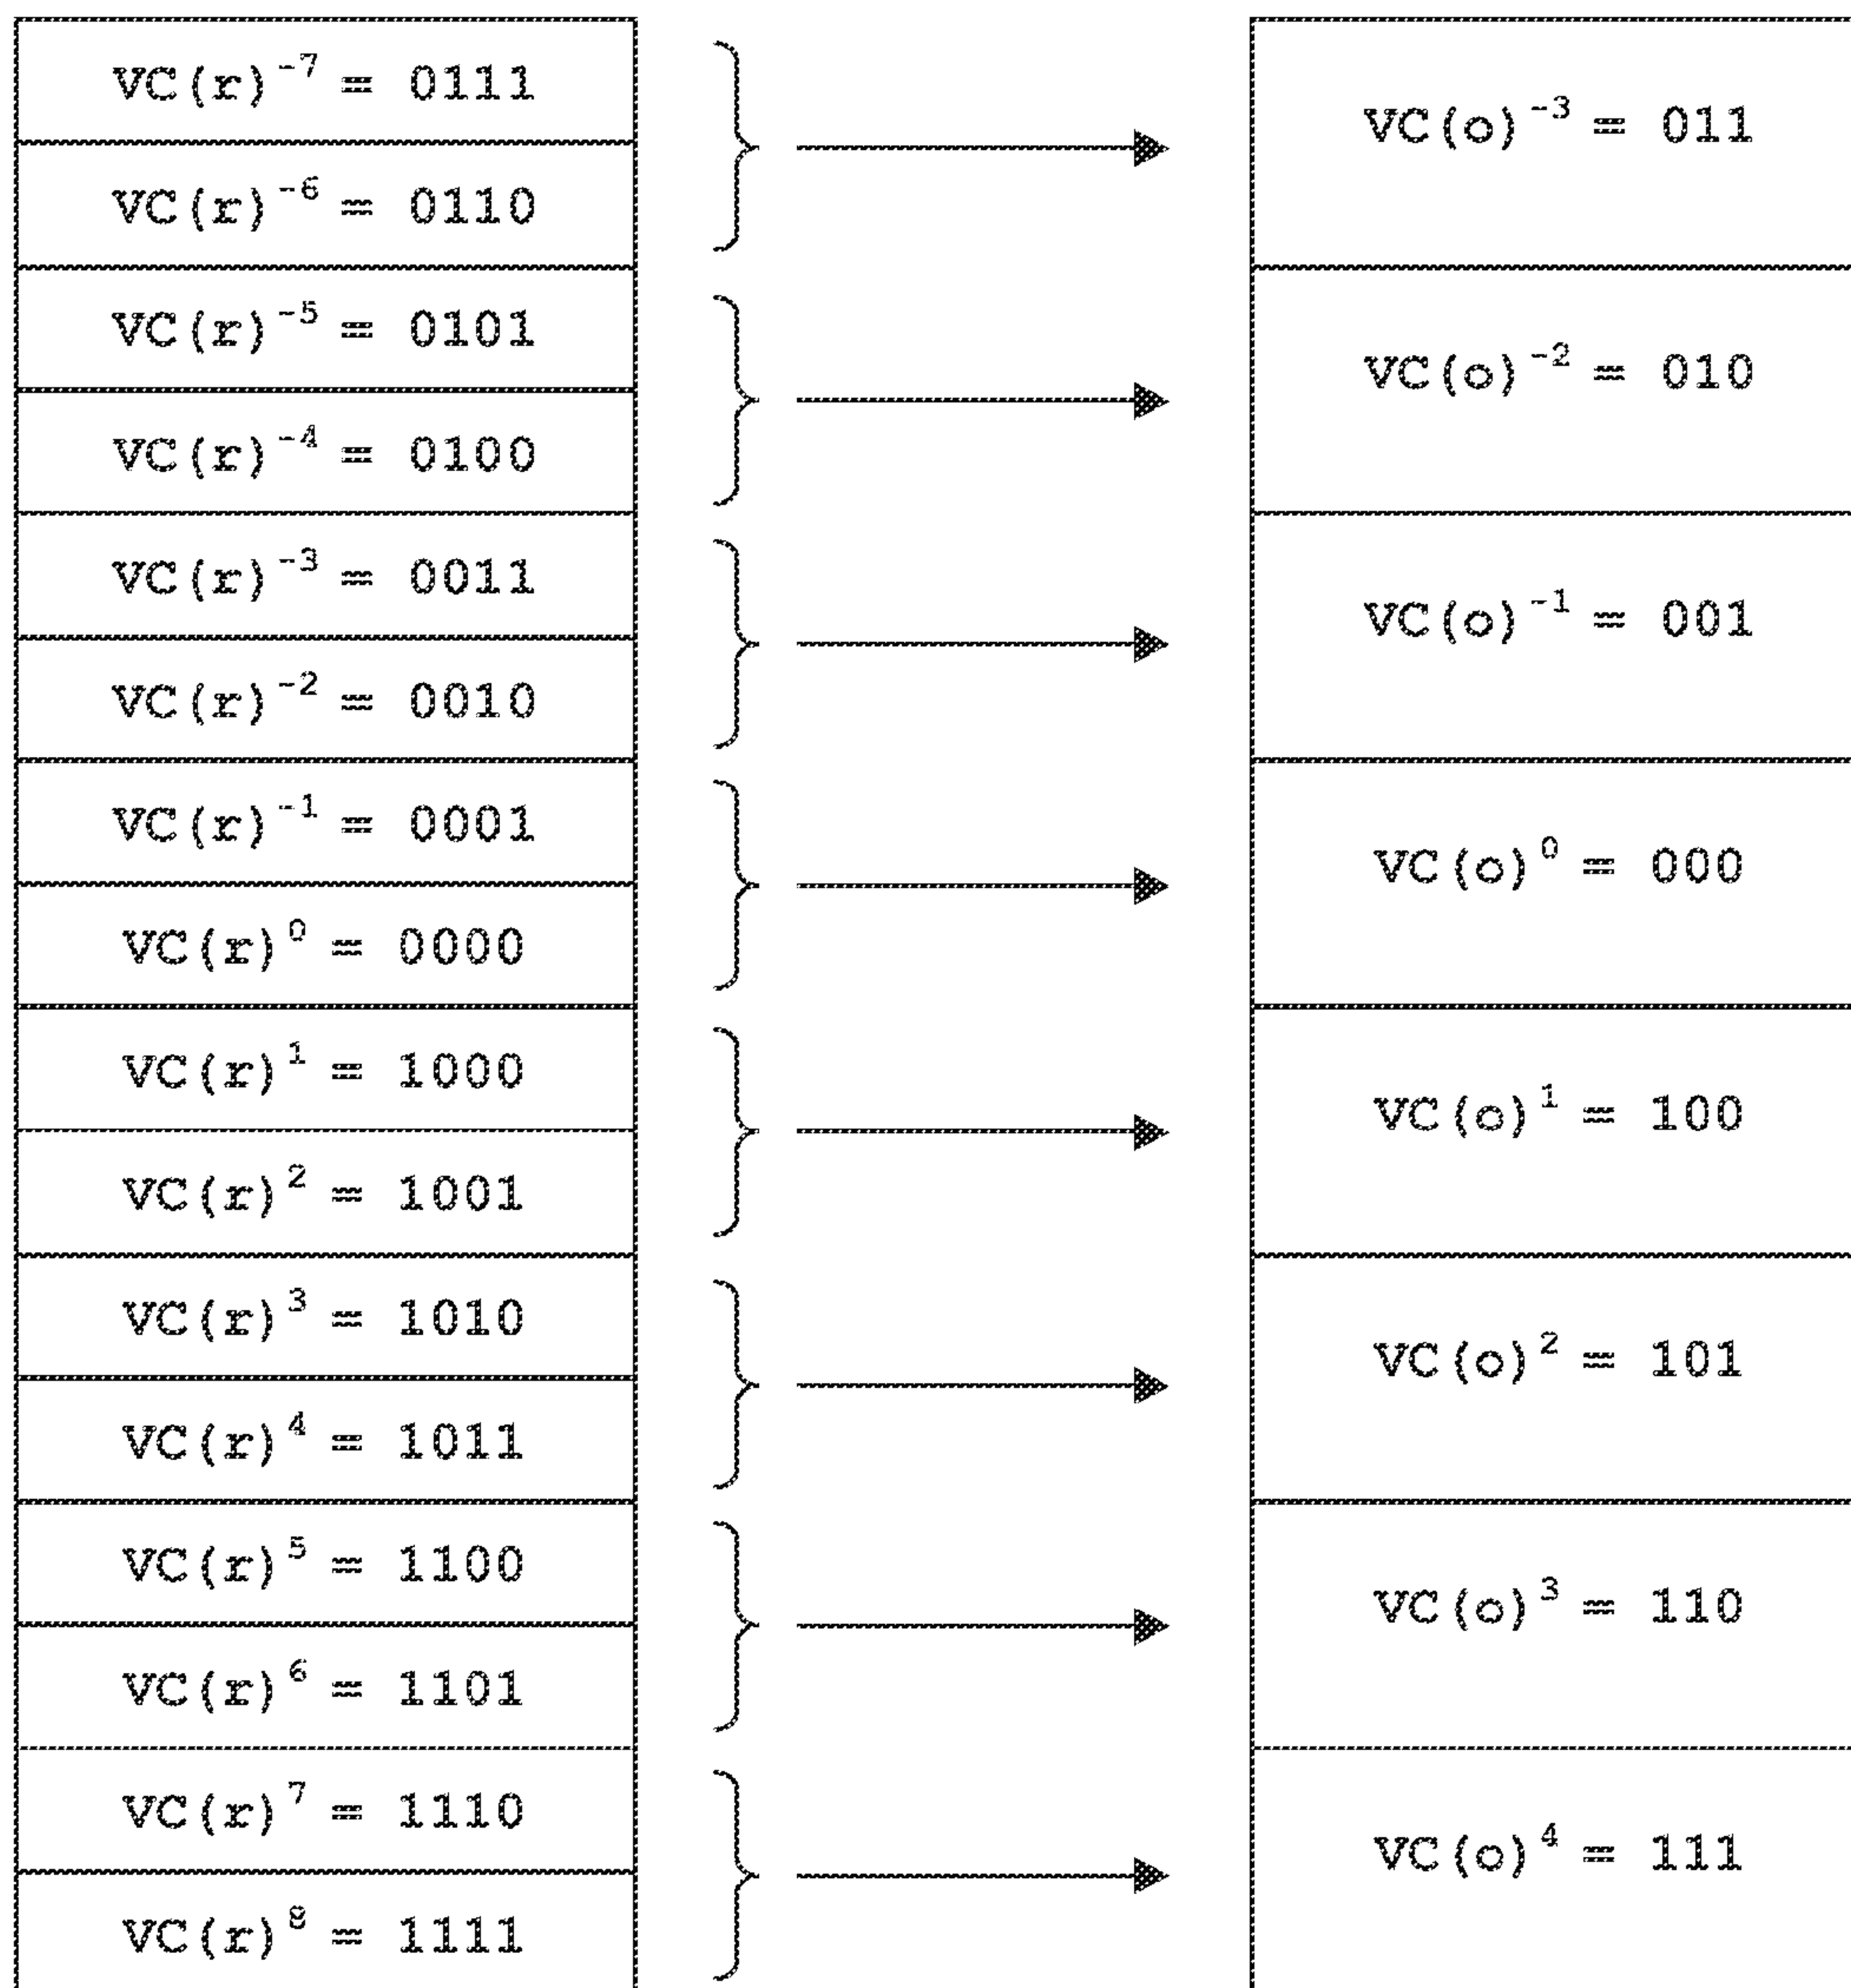 VC(r)⁻⁷ = 0111
VC(r)⁻⁶ = 0110
VC(r)⁻⁵ = 0101
VC(r)⁻⁴ = 0100
VC(r)⁻³ = 0011
VC(r)⁻² = 0010
VC(r)⁻¹ = 0001
VC(r)⁰ = 0000
VC(r)¹ = 1000
VC(r)² = 1001
VC(r)³ = 1010
VC(r)⁴ = 1011
VC(r)⁵ = 1100
VC(r)⁶ = 1101
VC(r)⁷ = 1110
VC(r)⁸ = 1111
VC(o)⁻³ = 011
VC(o)⁻² = 010
VC(o)⁻¹ = 001
VC(o)⁰ = 000
VC(o)¹ = 100
VC(o)² = 101
VC(o)³ = 110
VC(o)⁴ = 111